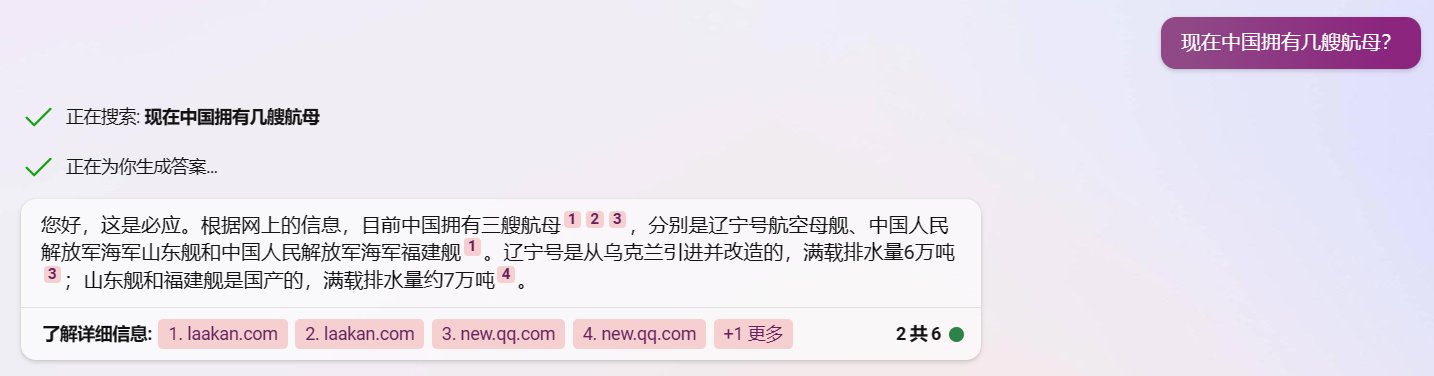 现在中国拥有几艘航母?
正在搜索: 现在中国拥有几艘航母
正在为你生成答案...
您好，这是必应。根据网上的信息，目前中国拥有三艘航母1 2 3，分别是辽宁号航空母舰、中国人民
解放军海军山东舰和中国人民解放军海军福建舰1。辽宁号是从乌克兰引进并改造的，满载排水量6万吨
3；山东舰和福建舰是国产的，满载排水量约7万吨4。
了解详细信息: 1. laakan.com 2. laakan.com 3. new.qq.com 4. new.qq.com +1 更多 2 共 6